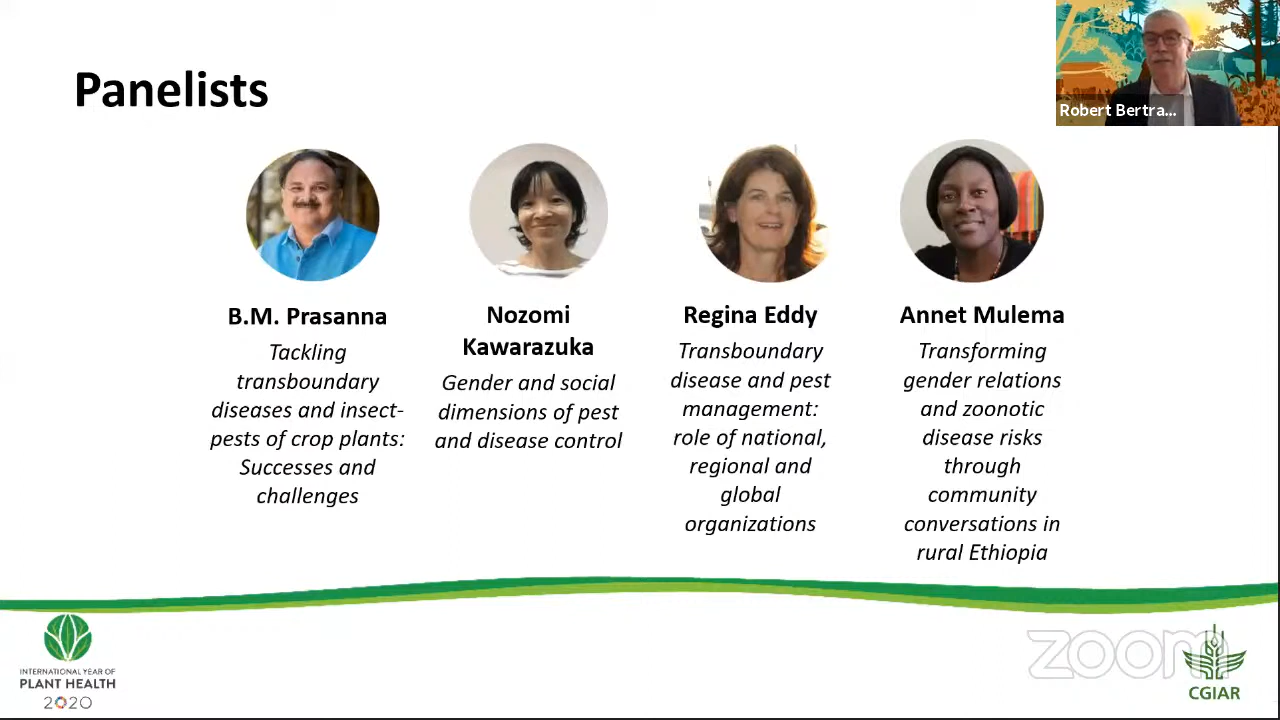 Panelists
Robert Bertra...
B.M. Prasanna
Tackling
transboundary
diseases and insect-
pests of crop plants:
Successes and
challenges
Nozomi
Kawarazuka
Gender and social
dimensions of pest
and disease control
Regina Eddy
Transboundary
disease and pest
management:
role of national,
regional and
global
organizations
Annet Mulema
Transforming
gender relations
and zoonotic
disease risks
through
community
conversations in
rural Ethiopia
INTERNATIONAL YEAR OF
PLANT HEALTH
2020
zoom
CGIAR